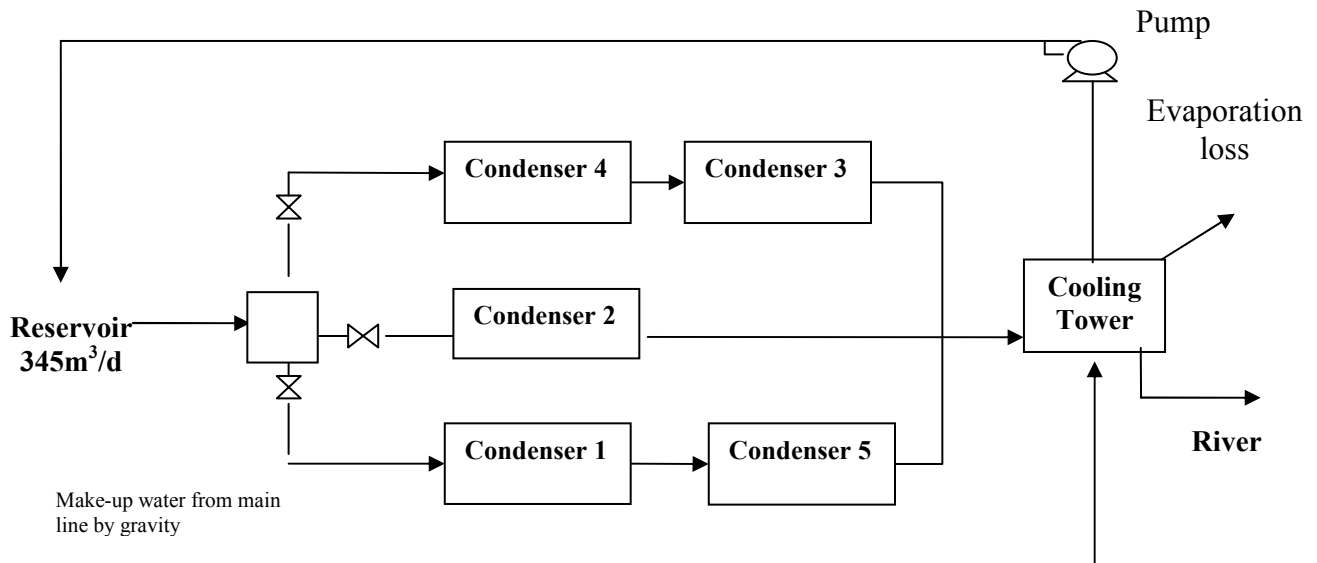 Pump
Evaporation
loss
Condenser 4
Condenser 3
Cooling
Tower
Condenser 2
Reservoir
345m³/d
River
Condenser 1
Condenser 5
Make-up water from main
line by gravity